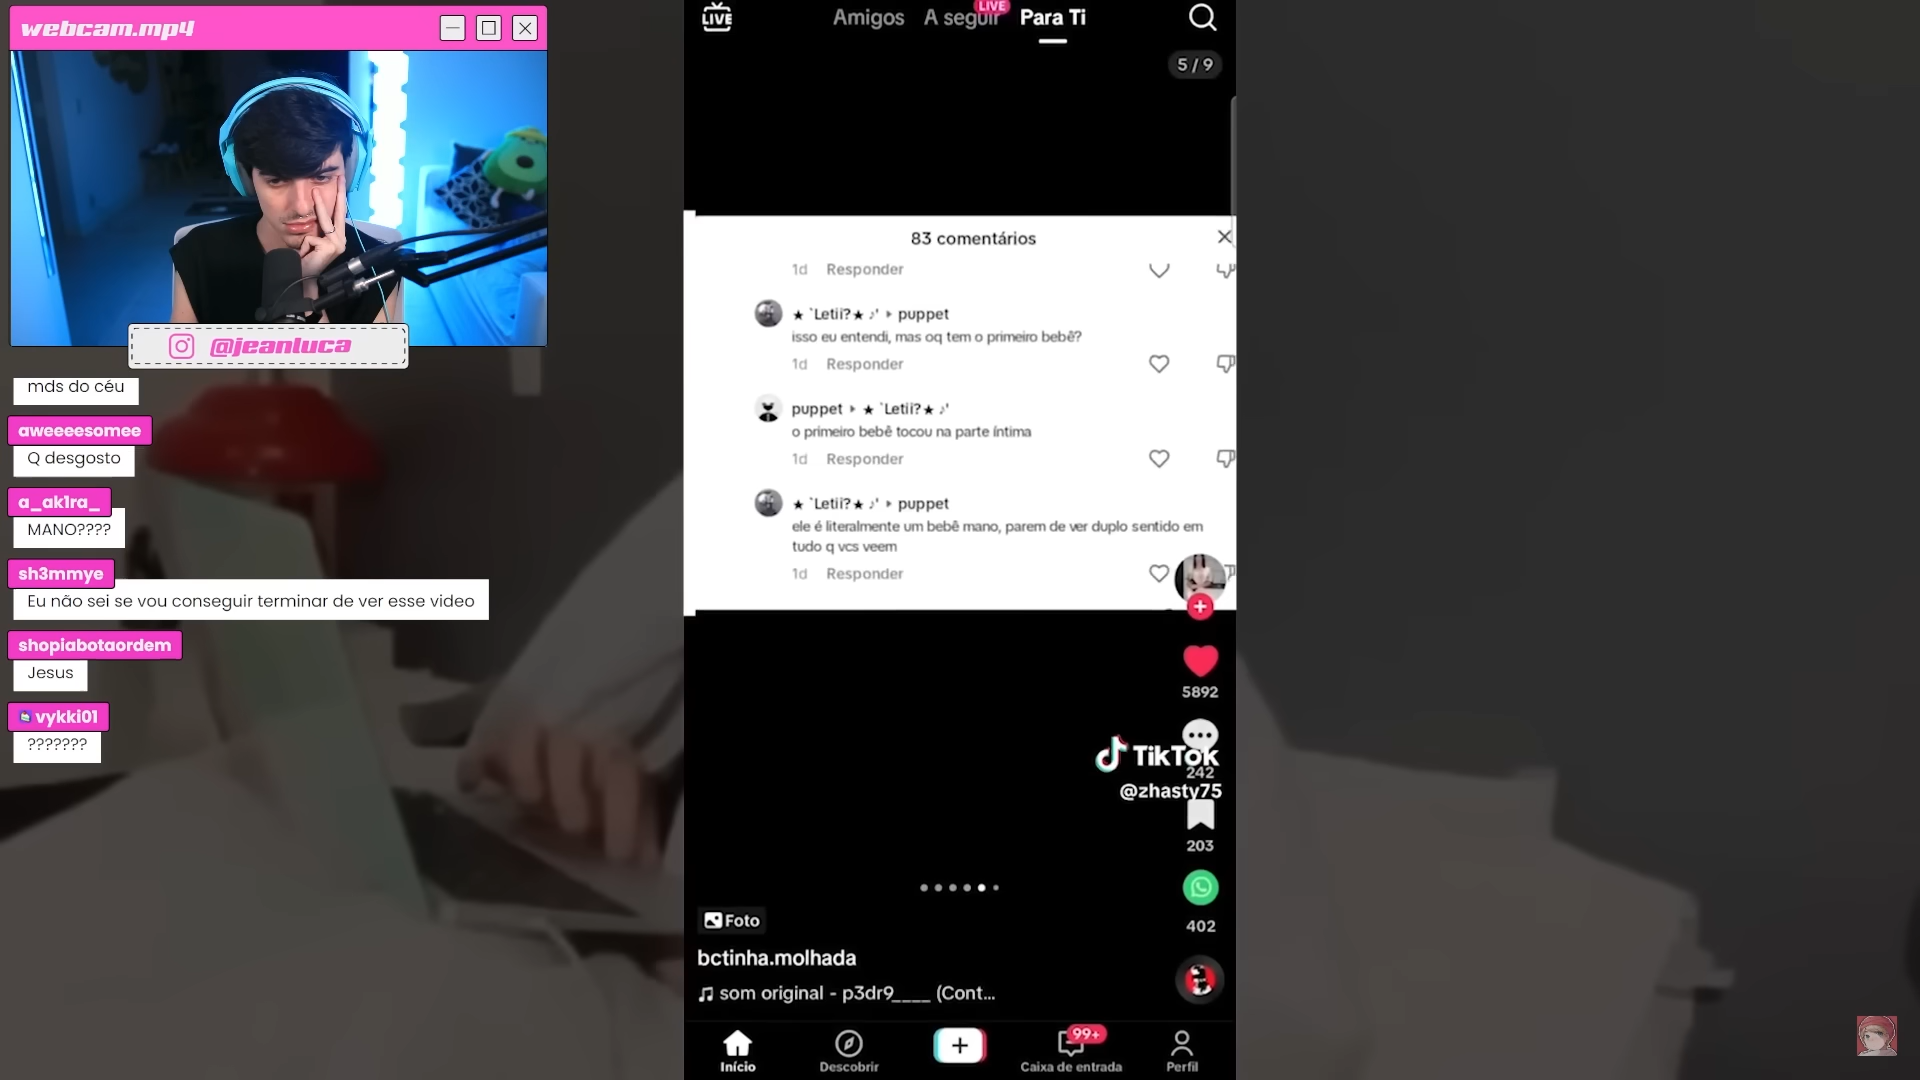 webcam.mp4
@jeanluca
mds do céu
aweeeesomee
Q desgosto
a_ak1ra_
MANO????
sh3mmye
Eu não sei se vou conseguir terminar de ver esse video
shopiabotaordem
Jesus
vykki01
???????
LIVE
Amigos
A seguir
LIVE
Para Ti
5 / 9
83 comentários
1d Responder
★ `Letii?★ ♪' ▸ puppet
isso eu entendi, mas oq tem o primeiro bebê?
1d Responder
puppet ▸ ★ `Letii?★ ♪'
o primeiro bebê tocou na parte íntima
1d Responder
★ `Letii?★ ♪' ▸ puppet
ele é literalmente um bebê mano, parem de ver duplo sentido em
tudo q vcs veem
1d Responder
5892
TikTok
242
@zhasty75
203
402
Foto
bctinha.molhada
som original - p3dr9____ (Cont...
Início
Descobrir
99+
Caixa de entrada
Perfil